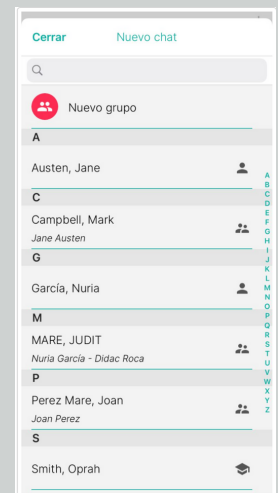 Cerrar Nuevo chat
Nuevo grupo
A
Austen, Jane
C
Campbell, Mark
Jane Austen
G
García, Nuria
M
MARE, JUDIT
Nuria García - Didac Roca
P
Perez Mare, Joan
Joan Perez
S
Smith, Oprah
A
B
C
D
E
F
G
H
I
J
K
L
M
N
O
P
Q
R
S
T
U
V
W
X
Y
Z